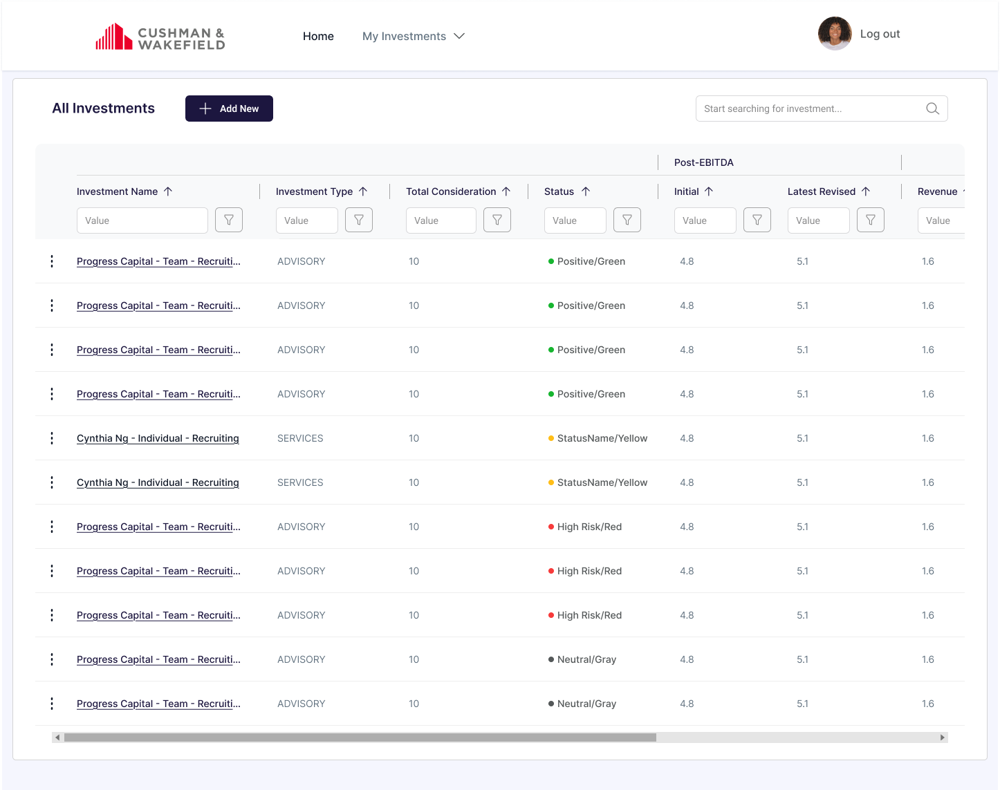 CUSHMAN &
WAKEFIELD
Home My Investments Log out
All Investments Add New Start searching for investment...
Post-EBITDA
Investment Name Investment Type Total Consideration Status Initial Latest Revised Revenue
Value Value Value Value Value Value Value
Progress Capital - Team - Recruiti... ADVISORY 10 Positive/Green 4.8 5.1 1.6
Progress Capital - Team - Recruiti... ADVISORY 10 Positive/Green 4.8 5.1 1.6
Progress Capital - Team - Recruiti... ADVISORY 10 Positive/Green 4.8 5.1 1.6
Progress Capital - Team - Recruiti... ADVISORY 10 Positive/Green 4.8 5.1 1.6
Cynthia Ng - Individual - Recruiting SERVICES 10 StatusName/Yellow 4.8 5.1 1.6
Cynthia Ng - Individual - Recruiting SERVICES 10 StatusName/Yellow 4.8 5.1 1.6
Progress Capital - Team - Recruiti... ADVISORY 10 High Risk/Red 4.8 5.1 1.6
Progress Capital - Team - Recruiti... ADVISORY 10 High Risk/Red 4.8 5.1 1.6
Progress Capital - Team - Recruiti... ADVISORY 10 High Risk/Red 4.8 5.1 1.6
Progress Capital - Team - Recruiti... ADVISORY 10 Neutral/Gray 4.8 5.1 1.6
Progress Capital - Team - Recruiti... ADVISORY 10 Neutral/Gray 4.8 5.1 1.6